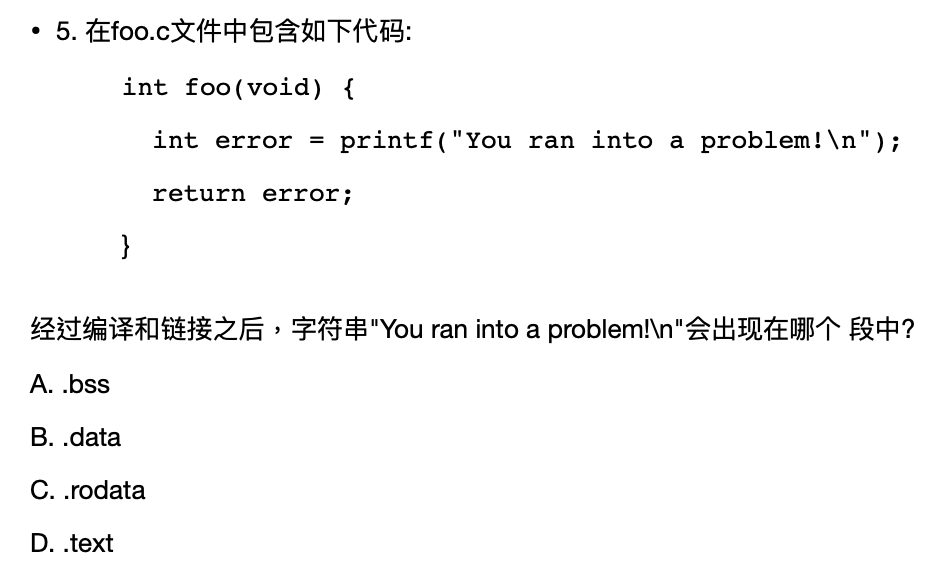 • 5. 在foo.c文件中包含如下代码:
int foo(void) {
int error = printf("You ran into a problem!\n");
return error;
}
经过编译和链接之后，字符串"You ran into a problem!\n"会出现在哪个 段中?
A. .bss
B. .data
C. .rodata
D. .text